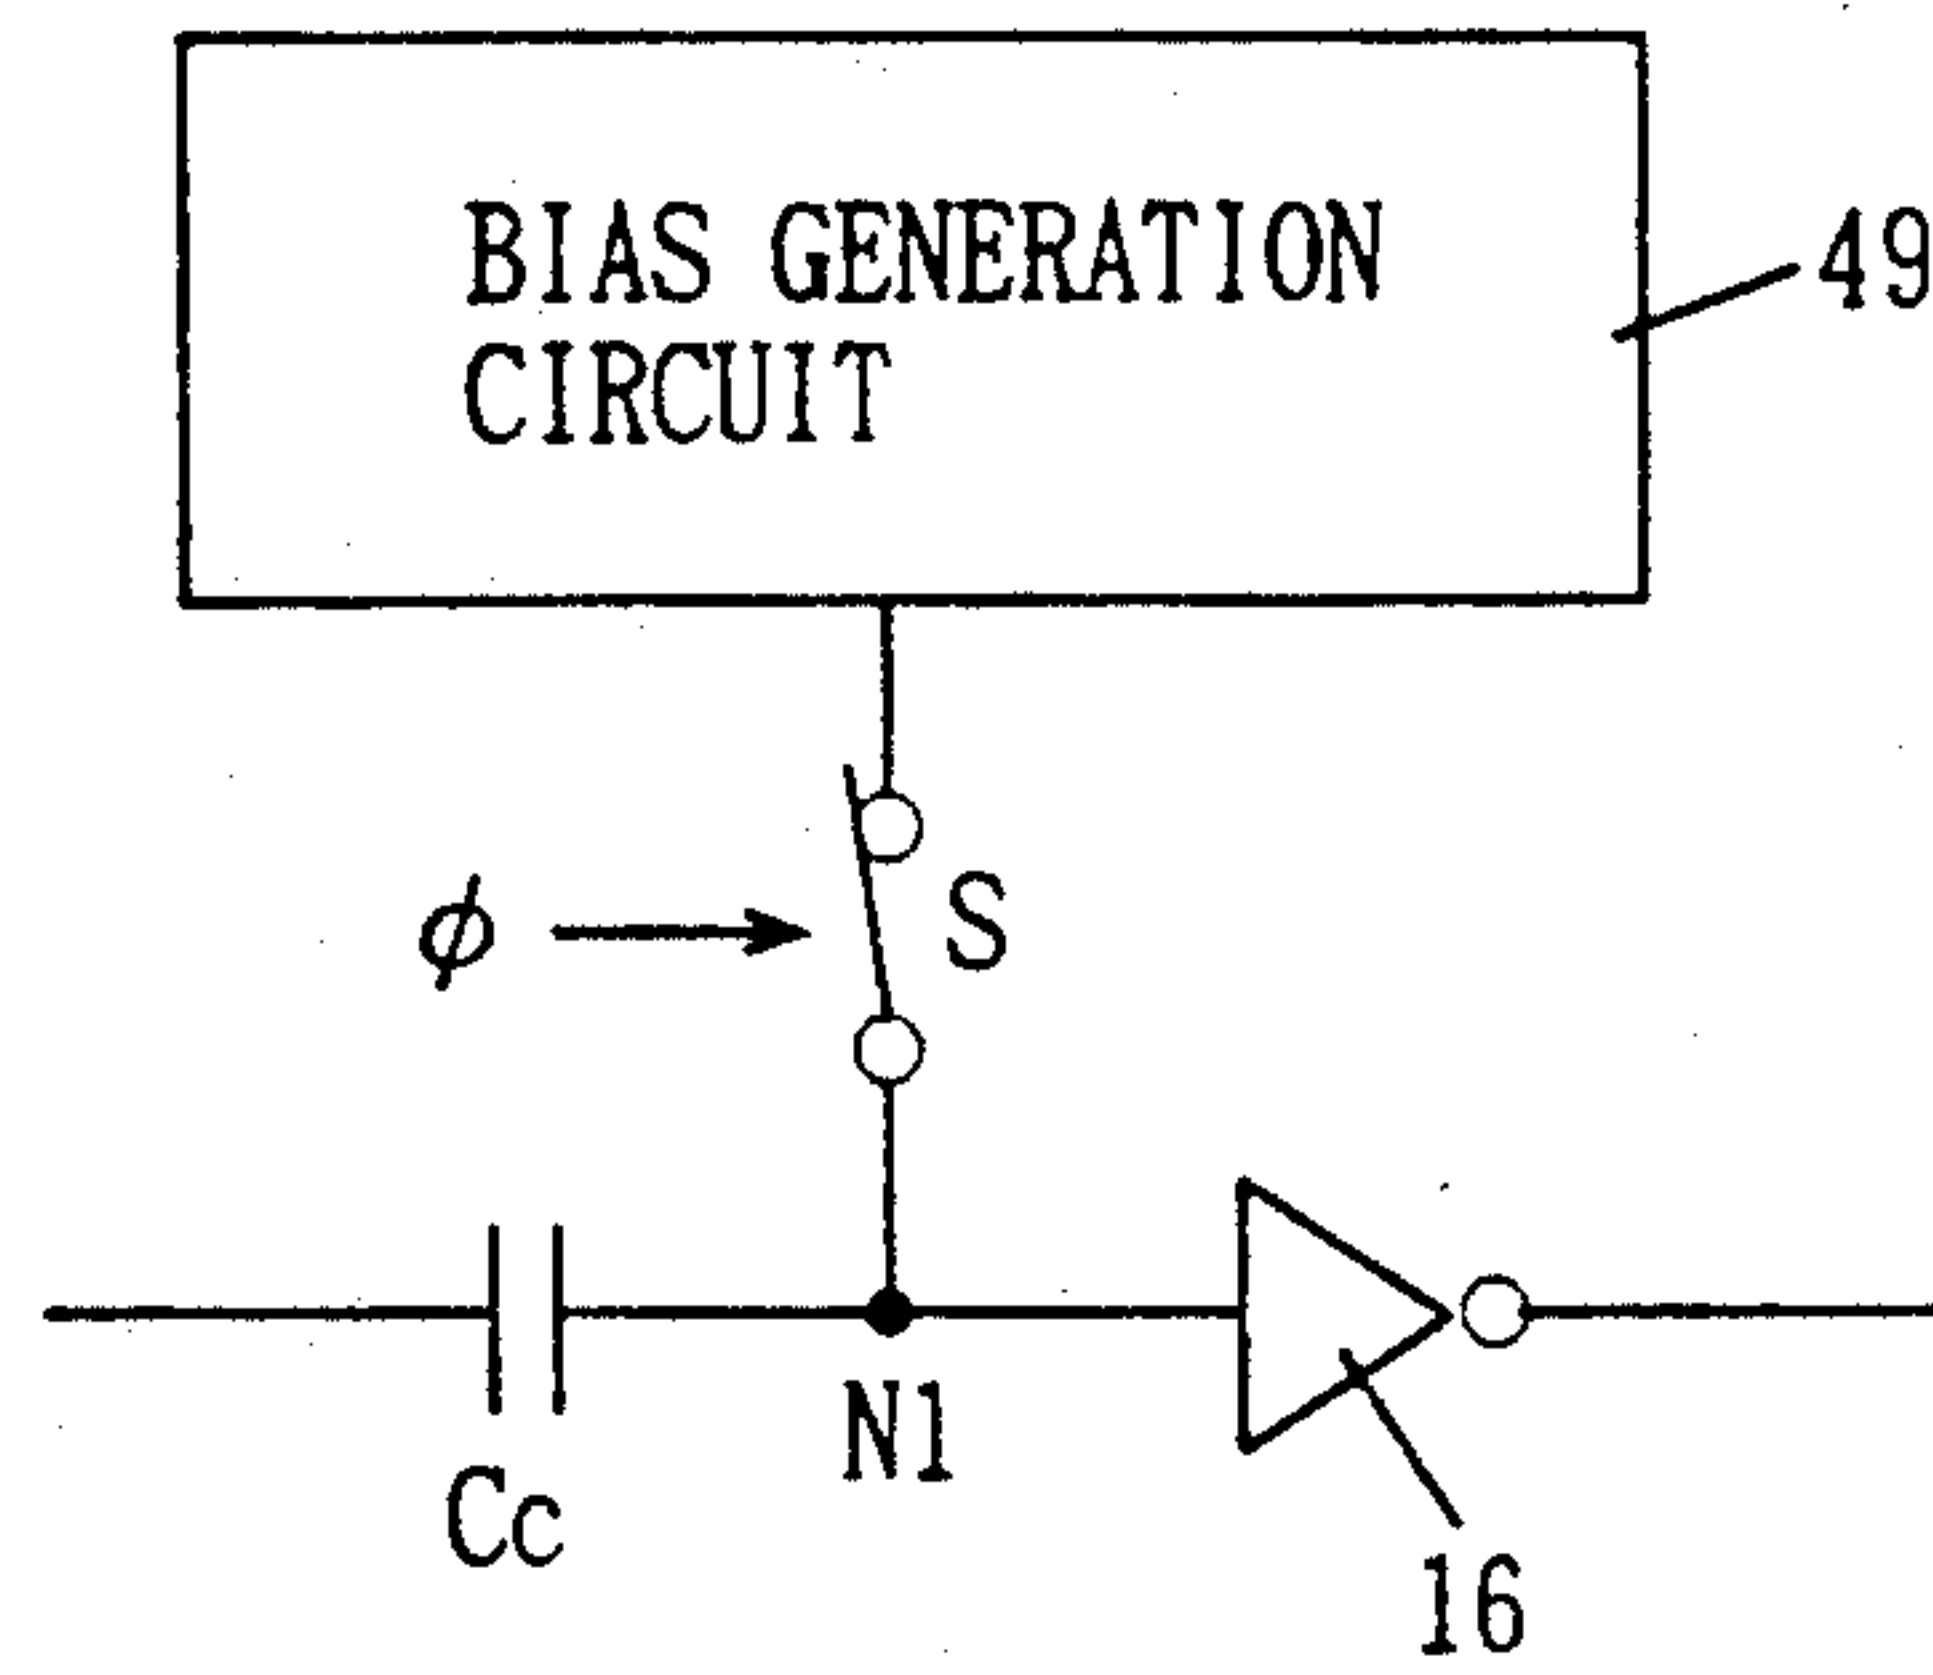 BIAS GENERATION
CIRCUIT
49
ϕ
S
N1
Cc
16